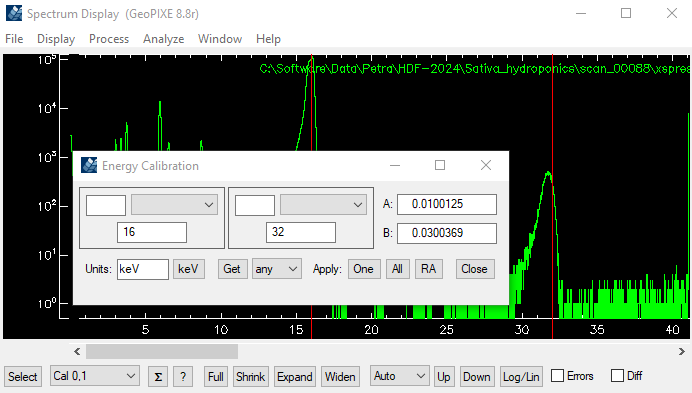 Spectrum Display (GeoPIXE 8.8r)
File Display Process Analyze Window Help
C:\Software\Data\Petra\HDF-2024\Sativa_hydroponics\scan_00068\xspres
10^5
10^4
10^3
10^2
10^1
10^0
Energy Calibration
A: 0.0100125
16 32 B: 0.0300369
Units: keV keV Get any Apply: One All RA Close
5 10 15 20 25 30 35 40
Select Cal 0,1 Σ ? Full Shrink Expand Widen Auto Up Down Log/Lin Errors Diff